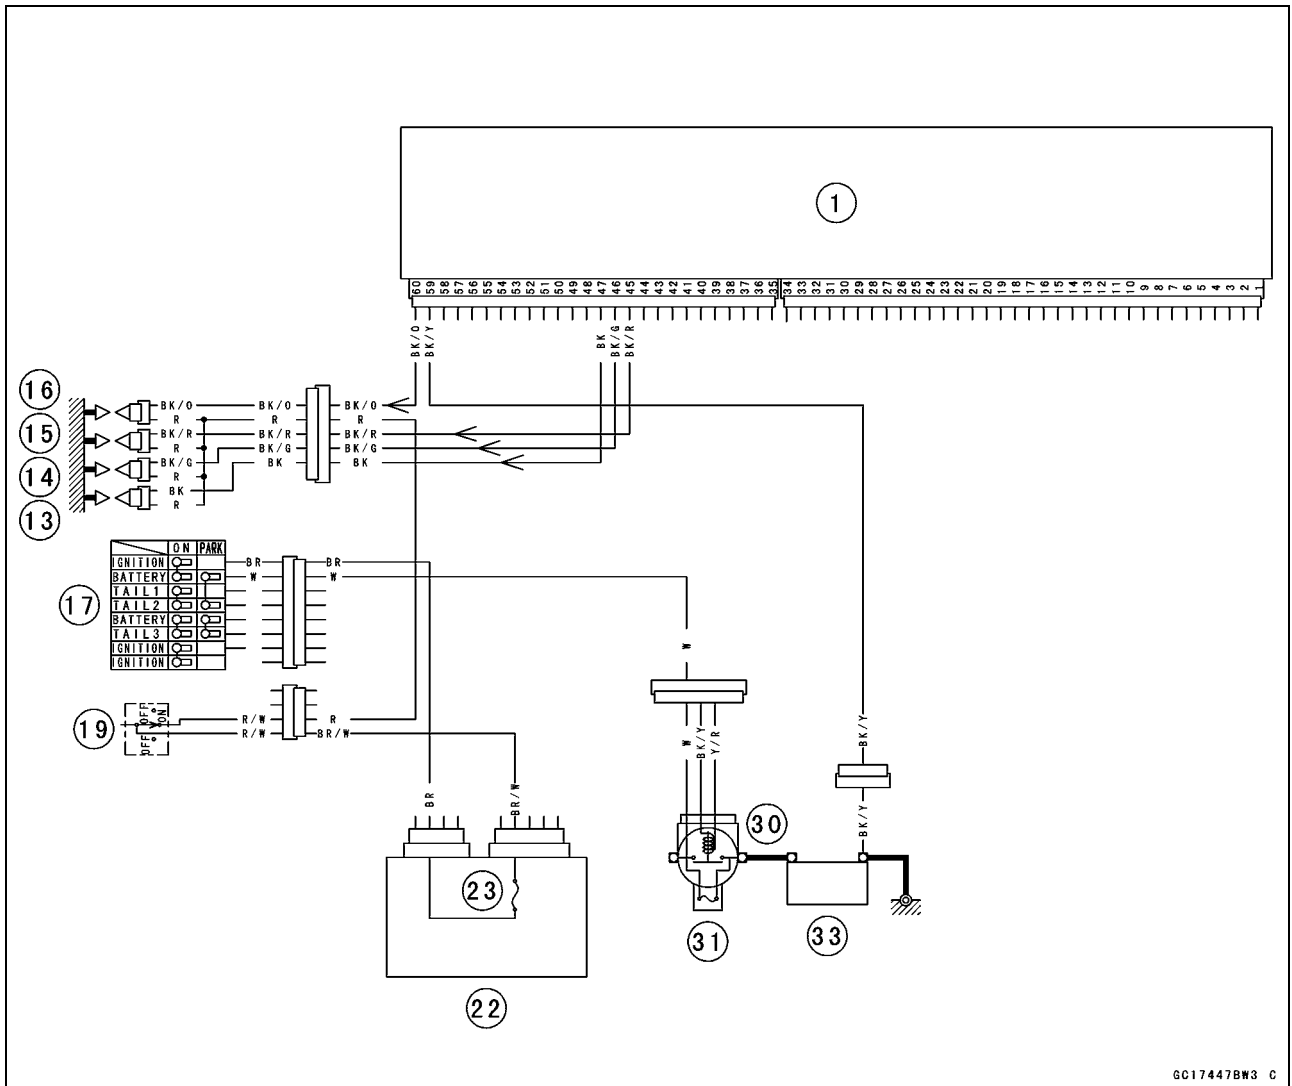 1
60 59 58 57 56 55 54 53 52 51 50 49 48 47 46 45 44 43 42 41 40 39 38 37 36 35 34 33 32 31 30 29 28 27 26 25 24 23 22 21 20 19 18 17 16 15 14 13 12 11 10 9 8 7 6 5 4 3 2 1
BK/O BK/Y BK BK/G BK/R
16
BK/O BK/O BK/O
R R R
15
BK/R BK/R BK/R
R
BK/G BK/G BK/G
14
R
BK BK BK
R
13
ON PARK
IGNITION BR BR
BATTERY W W
TAIL1
17
TAIL2
BATTERY
TAIL3
IGNITION
IGNITION
W
19
OFF ON
OFF
R/W R
R/W BR/W
W BK/Y Y/R
BK/Y
BR BR/W
BK/Y
30
23
31
33
22
GC17447BW3 C